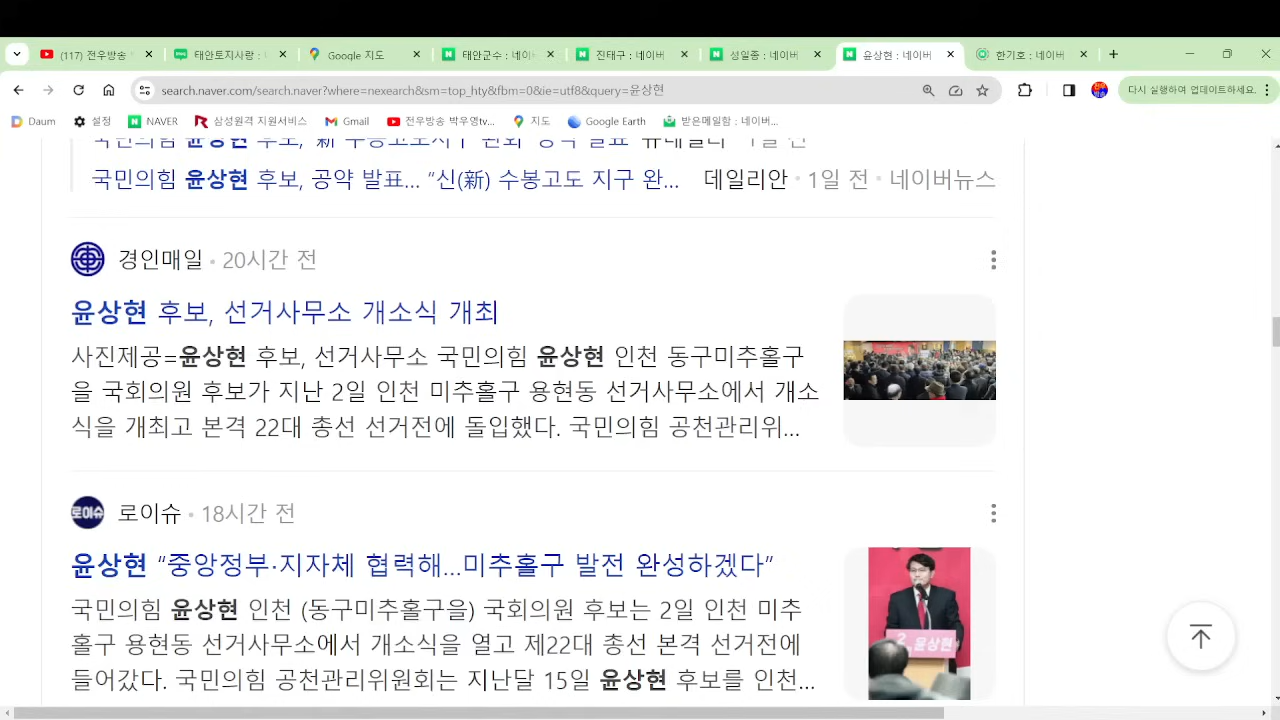 (117) 전우방송
태안토지사랑 :
Google 지도
태안군수 : 네이
진태구 : 네이버
성일종 : 네이버
윤상현 : 네이버
한기호 : 네이버
search.naver.com/search.naver?where=nexearch&sm=top_hty&fbm=0&ie=utf8&query=윤상현
다시 실행하여 업데이트하세요.
Daum
설정
NAVER
삼성원격 지원서비스
Gmail
전우방송 박우영tv...
지도
Google Earth
받은메일함 : 네이버...
국민의힘 윤상현 후보, 공약 발표... “신(新) 수봉고도 지구 완... 데일리안 · 1일 전 · 네이버뉴스
경인매일 · 20시간 전
윤상현 후보, 선거사무소 개소식 개최
사진제공=윤상현 후보, 선거사무소 국민의힘 윤상현 인천 동구미추홀구
을 국회의원 후보가 지난 2일 인천 미추홀구 용현동 선거사무소에서 개소
식을 개최고 본격 22대 총선 선거전에 돌입했다. 국민의힘 공천관리위...
로이슈
로이슈 · 18시간 전
윤상현 “중앙정부·지자체 협력해...미추홀구 발전 완성하겠다”
국민의힘 윤상현 인천 (동구미추홀구을) 국회의원 후보는 2일 인천 미추
홀구 용현동 선거사무소에서 개소식을 열고 제22대 총선 본격 선거전에
들어갔다. 국민의힘 공천관리위원회는 지난달 15일 윤상현 후보를 인천...
2 윤상현